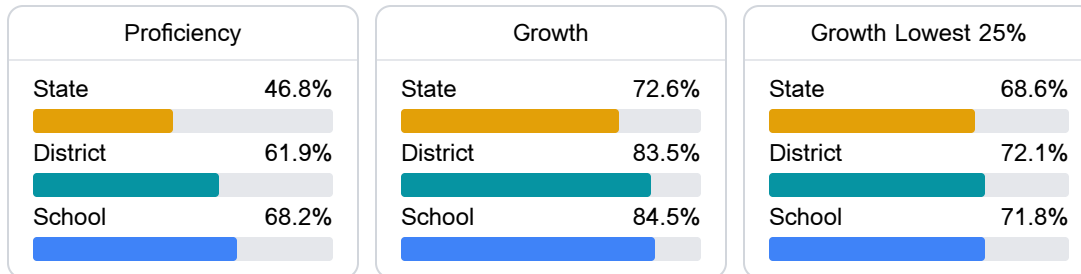 Proficiency
State 46.8%
District 61.9%
School 68.2%
Growth
State 72.6%
District 83.5%
School 84.5%
Growth Lowest 25%
State 68.6%
District 72.1%
School 71.8%